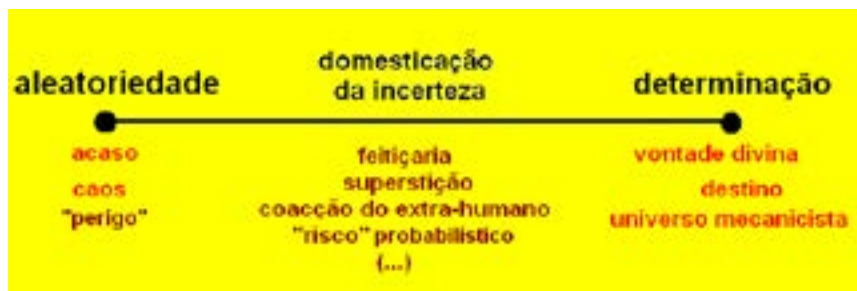 aleatoriedade
domesticação
da incerteza
determinação
acaso
caos
"perigo"
feitiçaria
superstição
coacção do extra-humano
"risco" probabilístico
(...)
vontade divina
destino
universo mecanicista